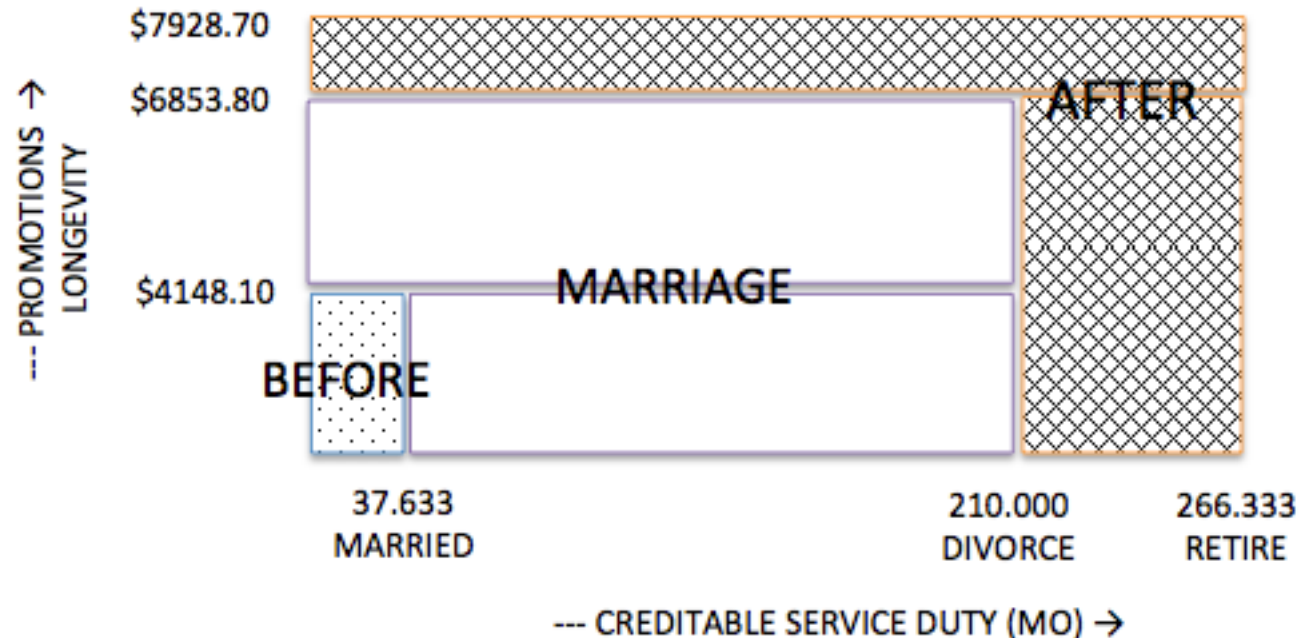 $7928.70
$6853.80
$4148.10
--- PROMOTIONS →
LONGEVITY
AFTER
MARRIAGE
BEFORE
37.633
MARRIED
210.000
DIVORCE
266.333
RETIRE
--- CREDITABLE SERVICE DUTY (MO) →